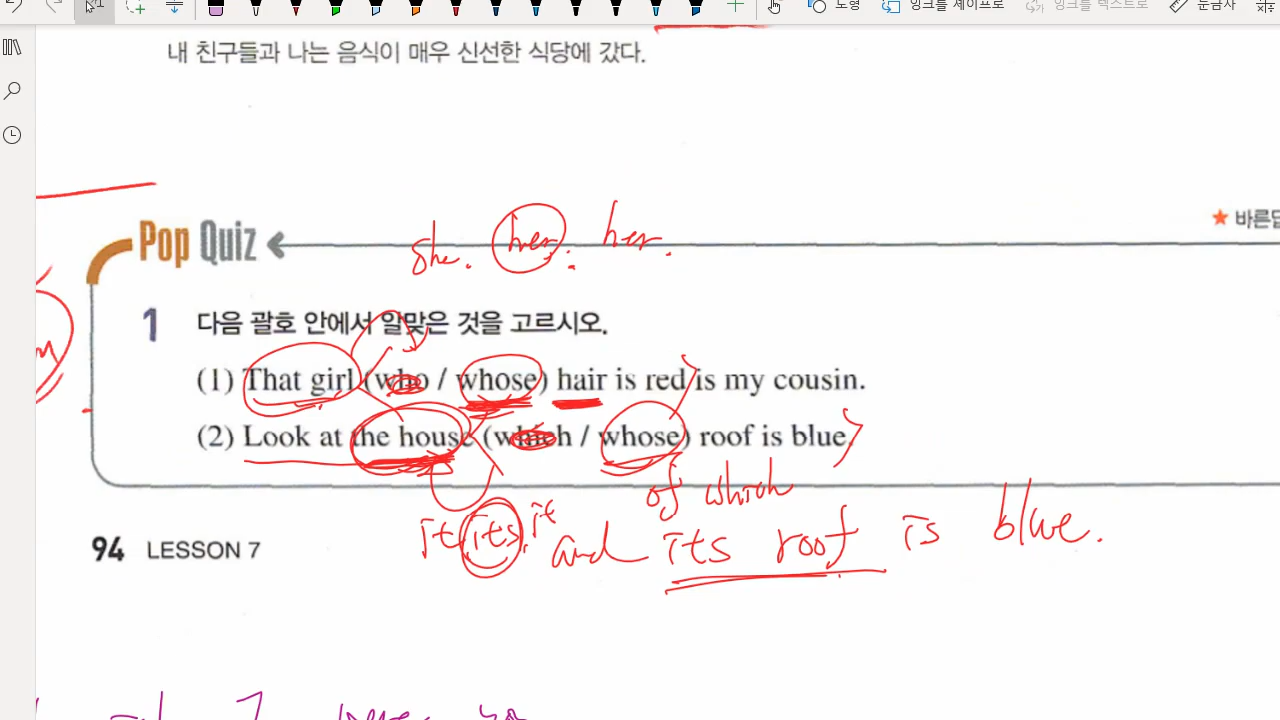 도형
잉크를 셰이프로
잉크를 텍스트로
눈금자
내 친구들과 나는 음식이 매우 신선한 식당에 갔다.
she. her. her.
Pop Quiz
★ 바른답
1 다음 괄호 안에서 알맞은 것을 고르시오.
(1) That girl (who / whose) hair is red is my cousin.
(2) Look at the house (which / whose) roof is blue.
of which
it its it and its roof is blue.
94 LESSON 7